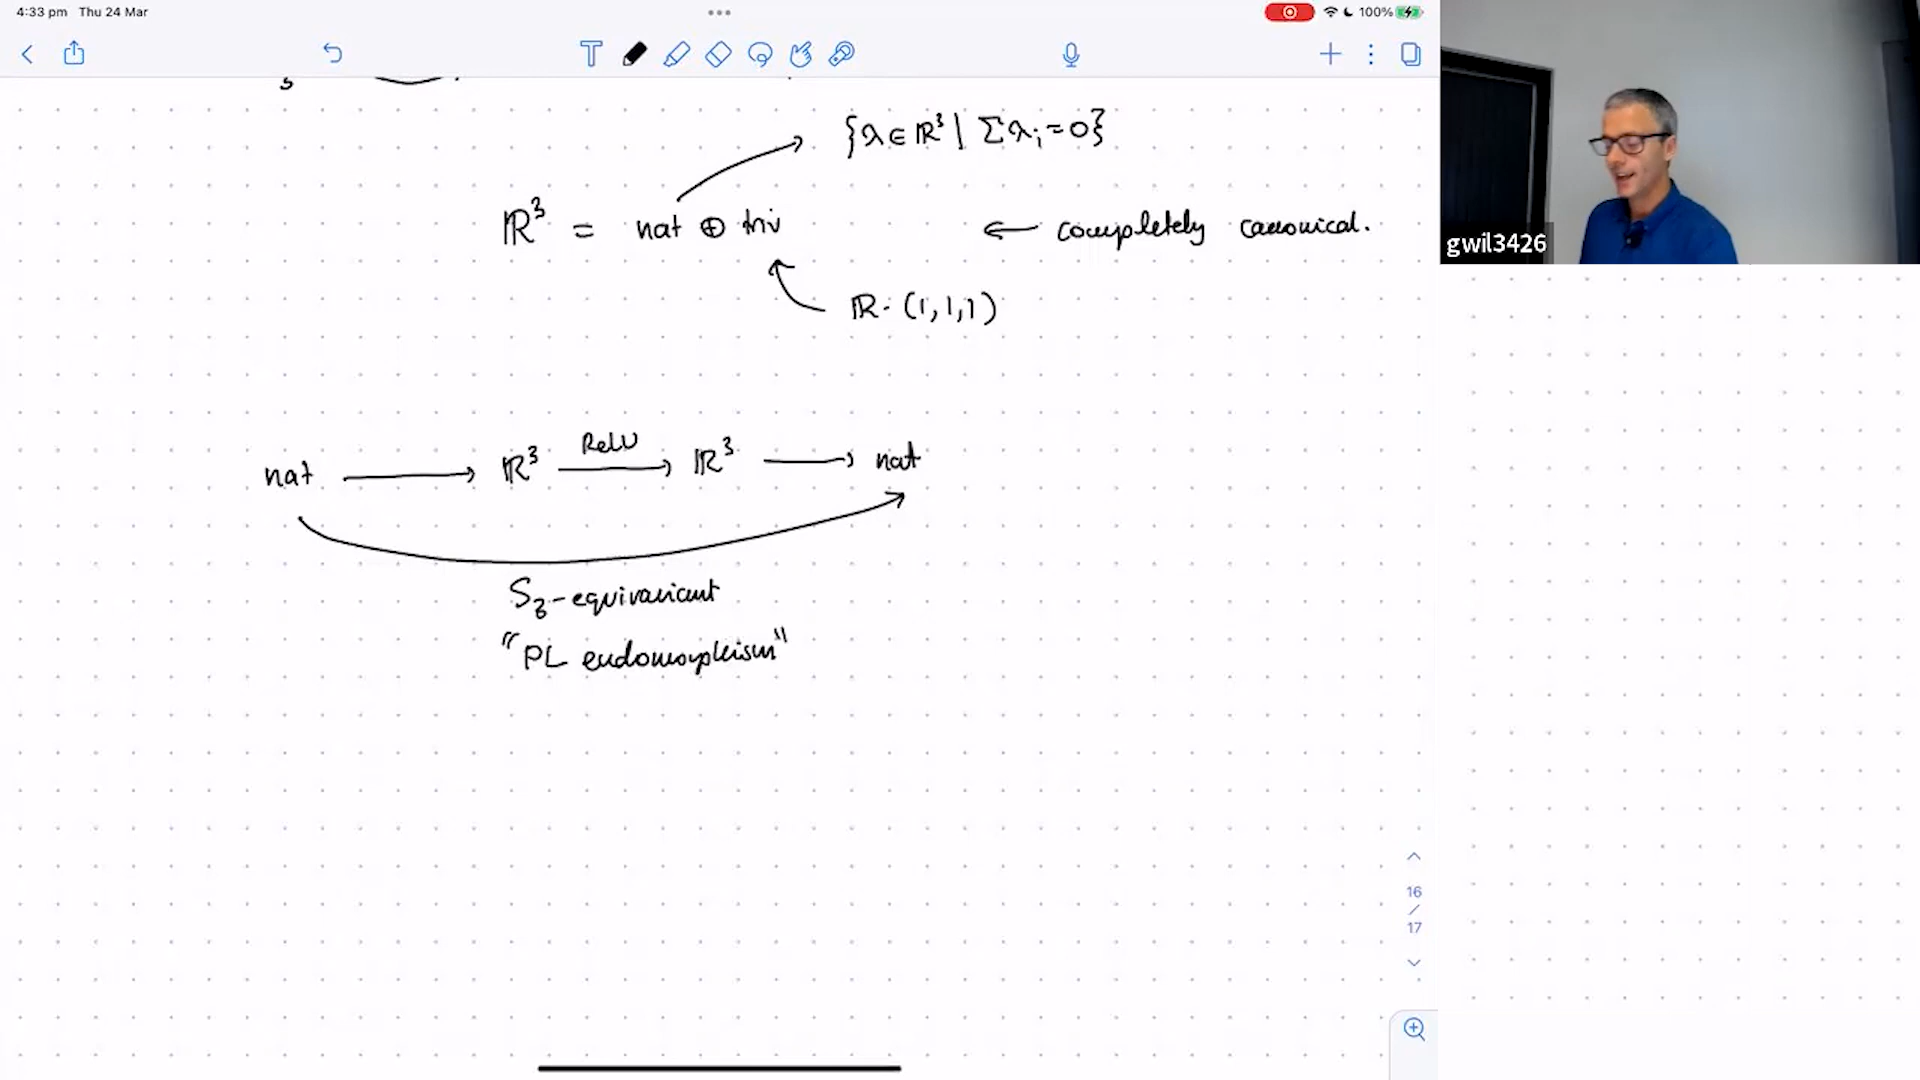 4:33 pm Thu 24 Mar
100%
{λ ∈ ℝ³ | Σλᵢ = 0}
ℝ³ = nat ⊕ triv ← completely canonical.
ℝ · (1, 1, 1)
nat → ℝ³ ReLU → ℝ³ → nat
S₃-equivariant
"PL endomorphism"
gwil3426
16
/
17